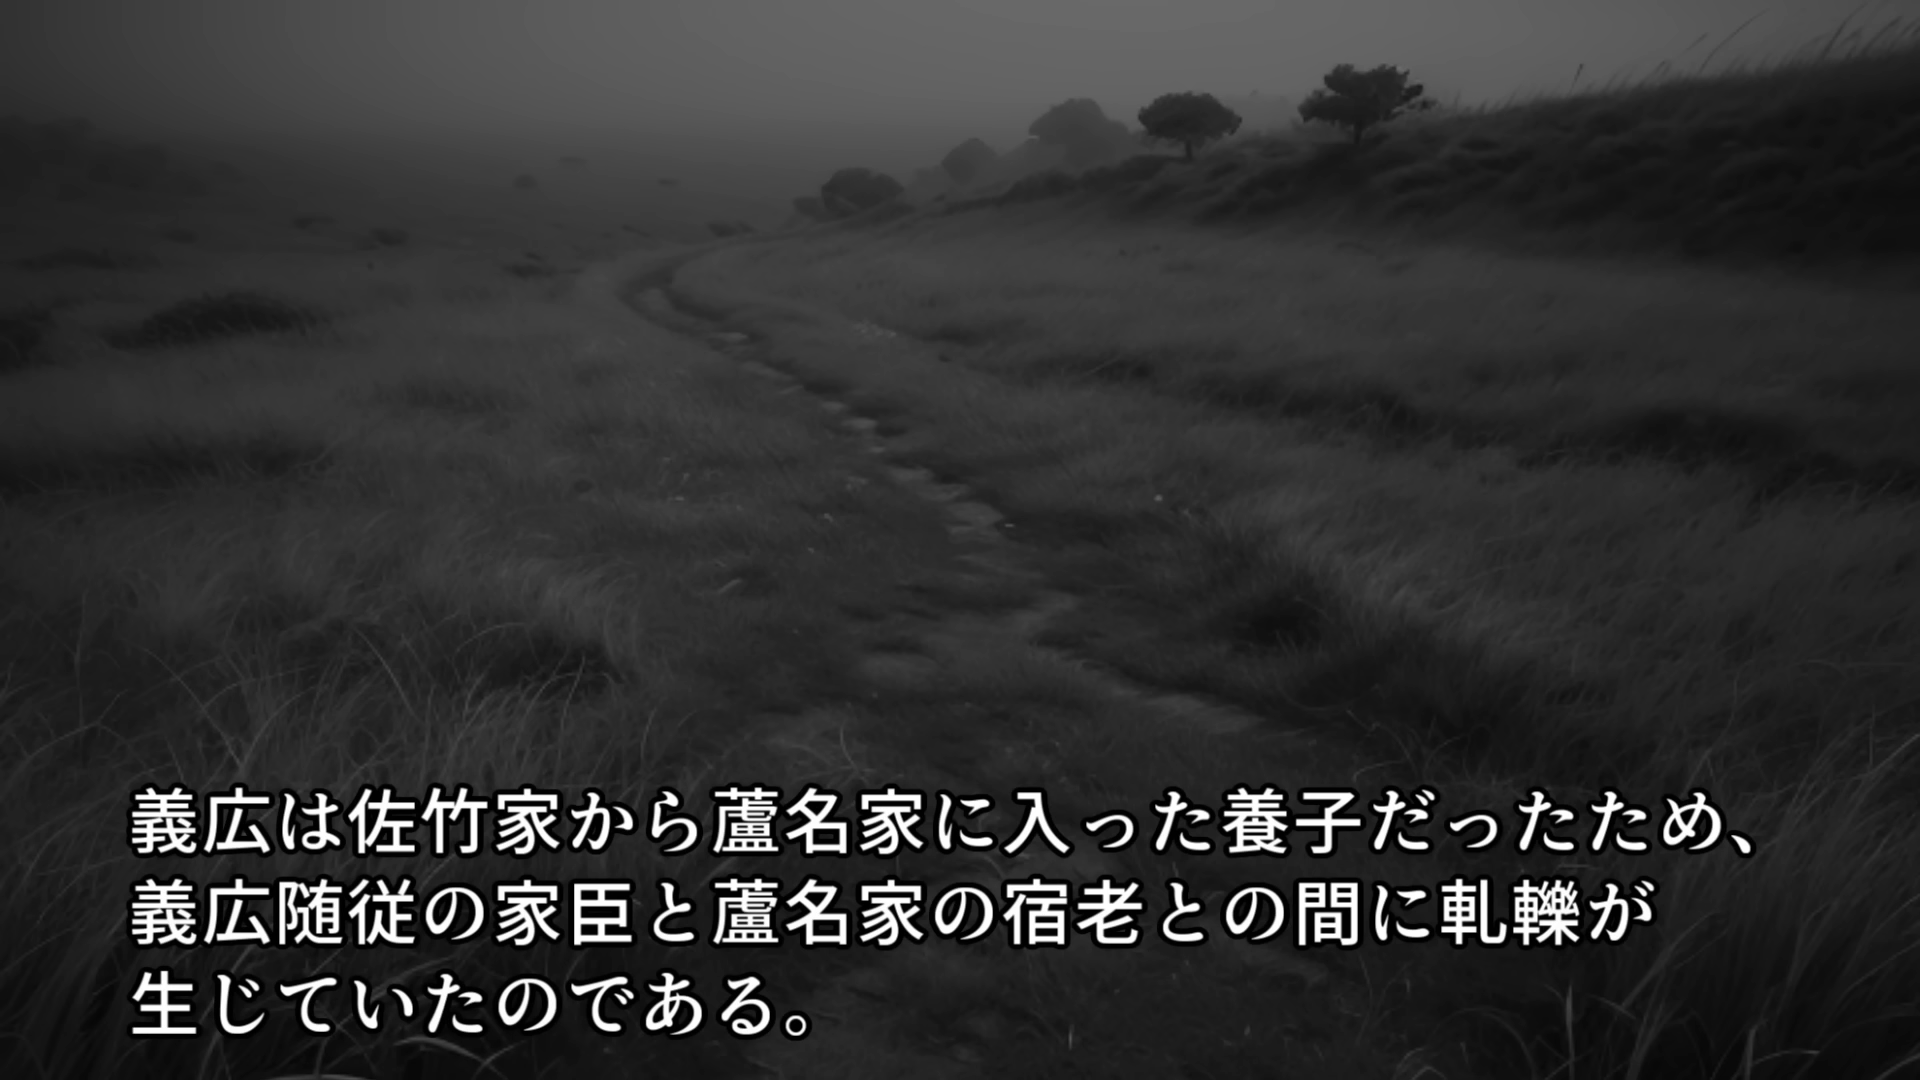 義広は佐竹家から蘆名家に入った養子だったため、
義広随従の家臣と蘆名家の宿老との間に軋轢が
生じていたのである。